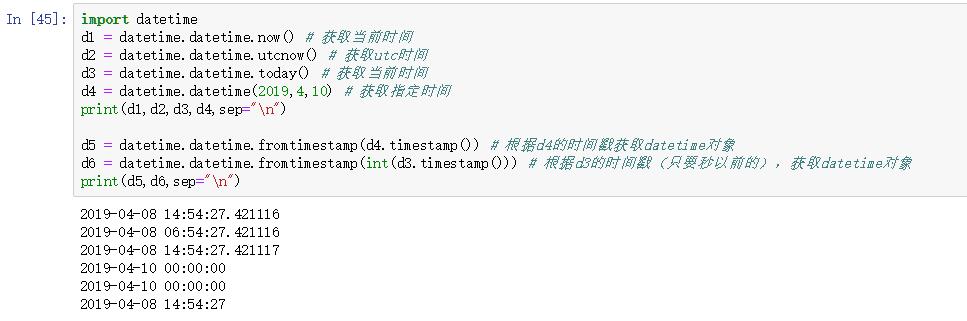 In [45]: import datetime
d1 = datetime.datetime.now() # 获取当前时间
d2 = datetime.datetime.utcnow() # 获取utc时间
d3 = datetime.datetime.today() # 获取当前时间
d4 = datetime.datetime(2019,4,10) # 获取指定时间
print(d1,d2,d3,d4,sep="\n")
d5 = datetime.datetime.fromtimestamp(d4.timestamp()) # 根据d4的时间戳获取datetime对象
d6 = datetime.datetime.fromtimestamp(int(d3.timestamp())) # 根据d3的时间戳（只要秒以前的），获取datetime对象
print(d5,d6,sep="\n")
2019-04-08 14:54:27.421116
2019-04-08 06:54:27.421116
2019-04-08 14:54:27.421117
2019-04-10 00:00:00
2019-04-10 00:00:00
2019-04-08 14:54:27